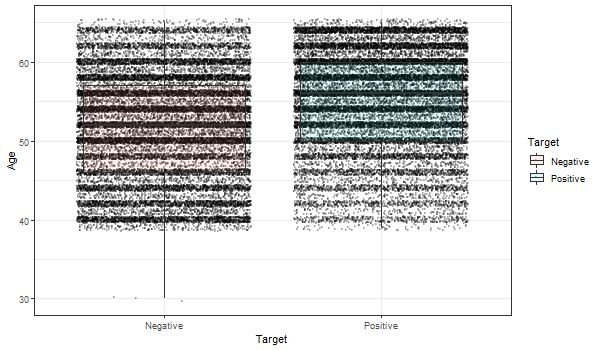 60
50
40
30
Age
Negative
Positive
Target
Target
Negative
Positive